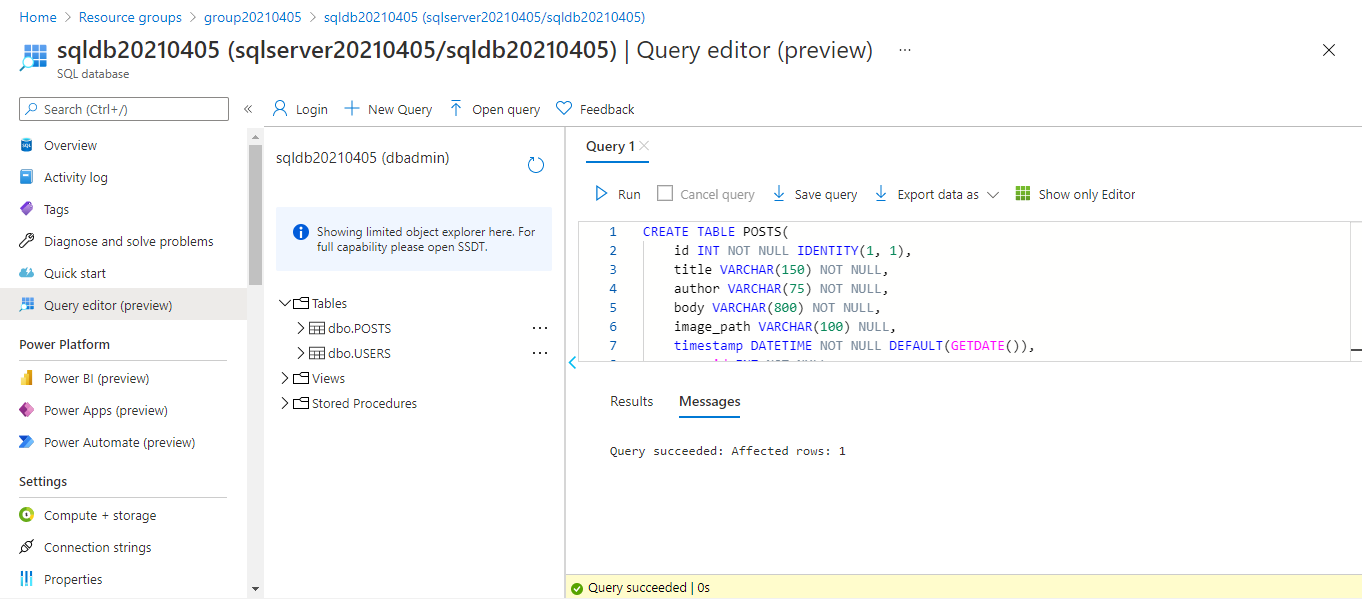 Home > Resource groups > group20210405 > sqldb20210405 (sqlserver20210405/sqldb20210405)
sqldb20210405 (sqlserver20210405/sqldb20210405) | Query editor (preview) ...
SQL database
Search (Ctrl+/)
«
Login
New Query
Open query
Feedback
Overview
Activity log
Tags
Diagnose and solve problems
Quick start
Query editor (preview)
Power Platform
Power BI (preview)
Power Apps (preview)
Power Automate (preview)
Settings
Compute + storage
Connection strings
Properties
sqldb20210405 (dbadmin)
Showing limited object explorer here. For
full capability please open SSDT.
Tables
dbo.POSTS ...
dbo.USERS ...
Views
Stored Procedures
Query 1
Run
Cancel query
Save query
Export data as
Show only Editor
1 CREATE TABLE POSTS(
2 id INT NOT NULL IDENTITY(1, 1),
3 title VARCHAR(150) NOT NULL,
4 author VARCHAR(75) NOT NULL,
5 body VARCHAR(800) NOT NULL,
6 image_path VARCHAR(100) NULL,
7 timestamp DATETIME NOT NULL DEFAULT(GETDATE()),
Results
Messages
Query succeeded: Affected rows: 1
Query succeeded | 0s